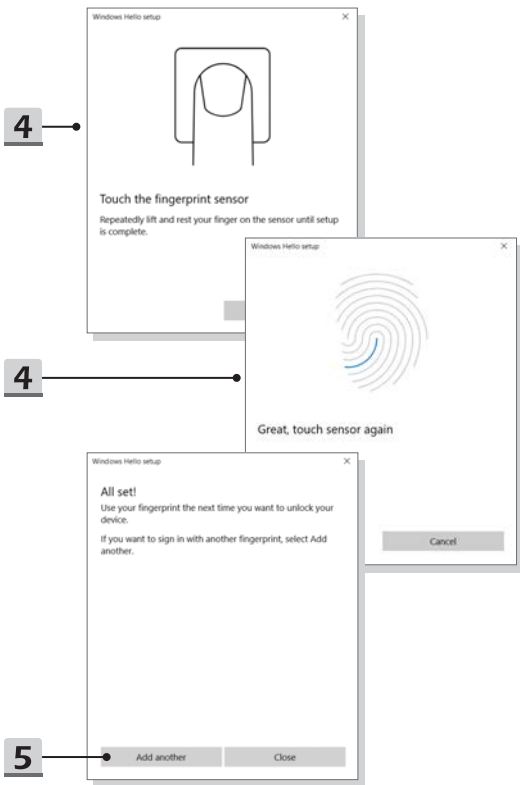 Windows Hello setup
4
Touch the fingerprint sensor
Repeatedly lift and rest your finger on the sensor until setup
is complete.
Windows Hello setup
4
Great, touch sensor again
Cancel
Windows Hello setup
All set!
Use your fingerprint the next time you want to unlock your
device.
If you want to sign in with another fingerprint, select Add
another.
5
Add another
Close